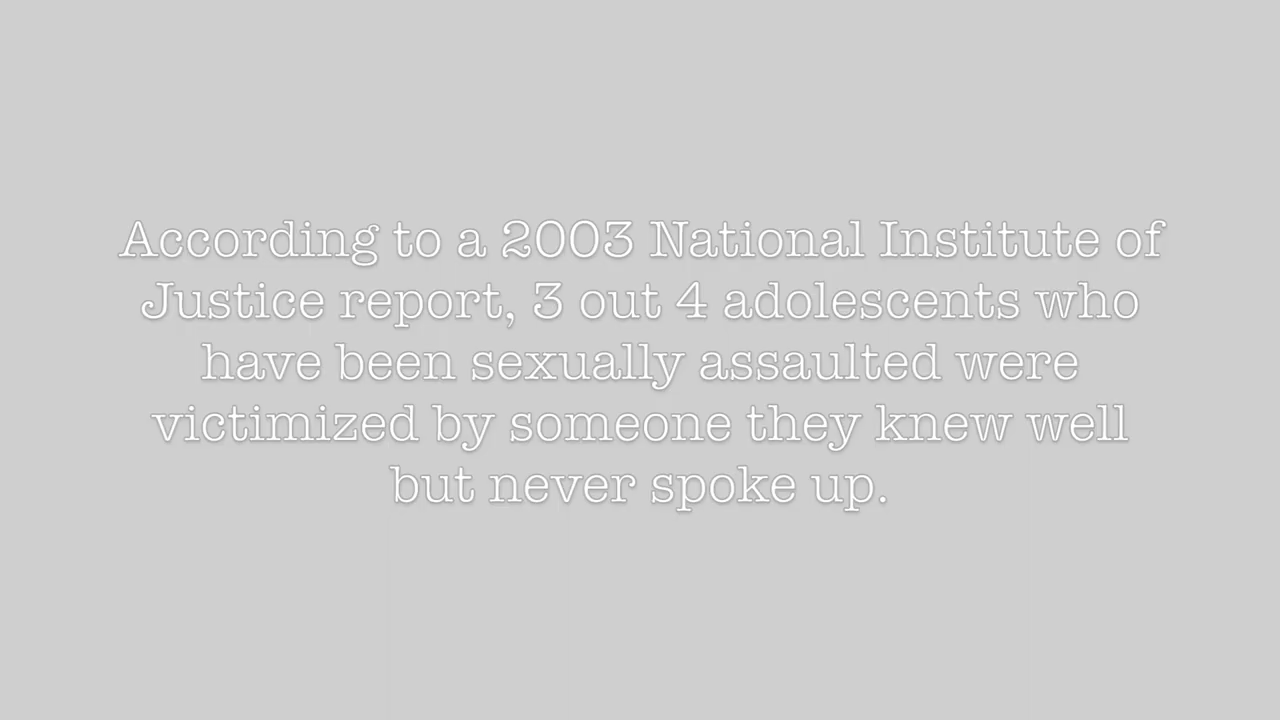 According to a 2003 National Institute of
Justice report, 3 out 4 adolescents who
have been sexually assaulted were
victimized by someone they knew well
but never spoke up.